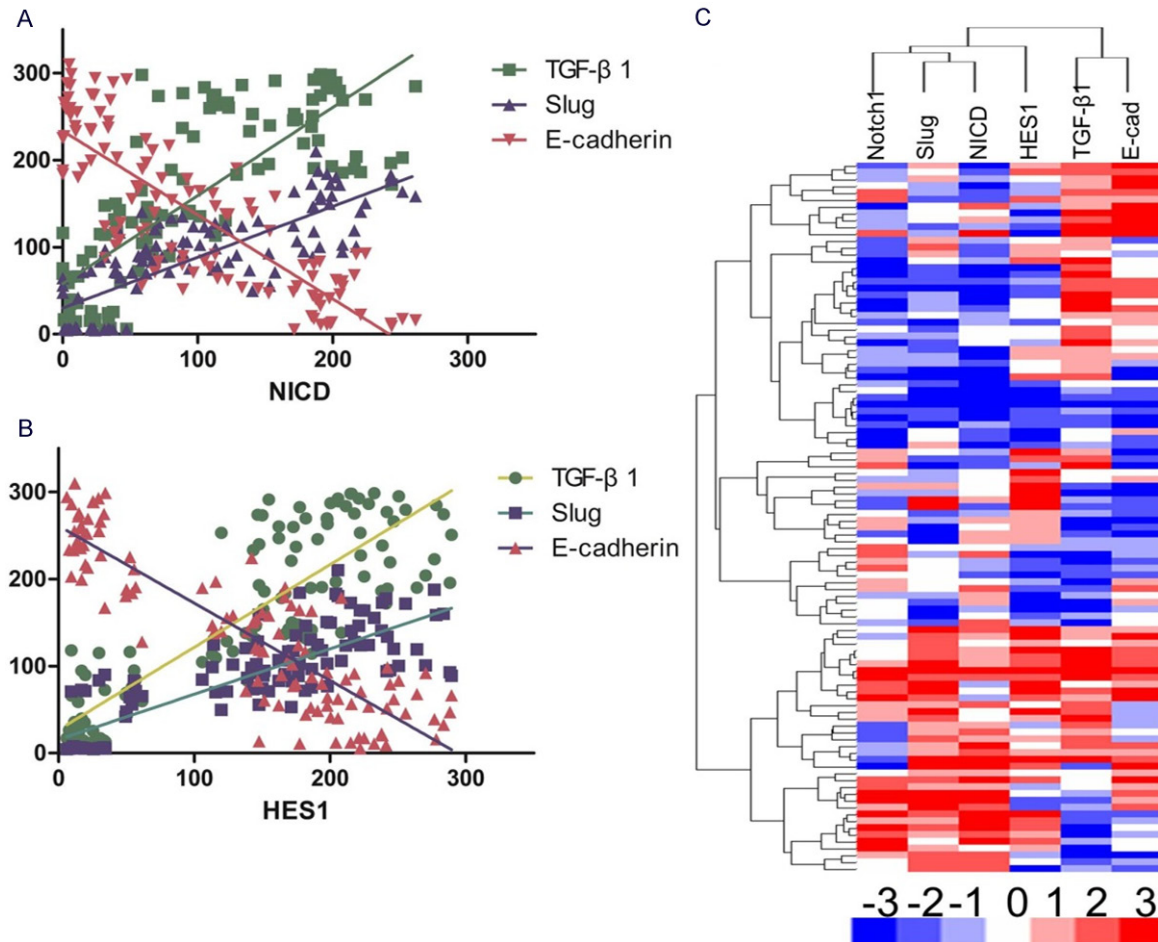 A
300
200
100
0
0 100 200 300
NICD
TGF-β 1
Slug
E-cadherin
B
300
200
100
0
0 100 200 300
HES1
TGF-β 1
Slug
E-cadherin
C
Notch1
Slug
NICD
HES1
TGF-β1
E-cad
-3 -2 -1 0 1 2 3